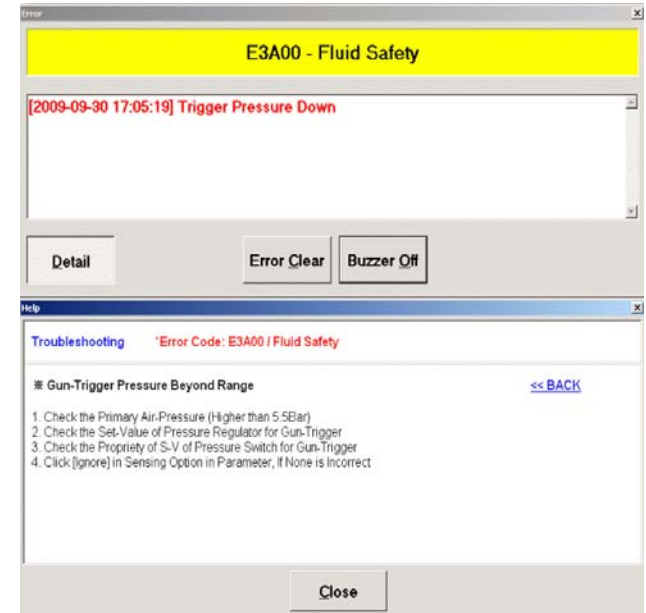 Error
E3A00 - Fluid Safety
[2009-09-30 17:05:19] Trigger Pressure Down
Detail
Error Clear
Buzzer Off
Help
Troubleshooting
*Error Code: E3A00 / Fluid Safety
※ Gun-Trigger Pressure Beyond Range
<< BACK
1. Check the Primary Air-Pressure (Higher than 5.5Bar)
2. Check the Set-Value of Pressure Regulator for Gun-Trigger
3. Check the Propriety of S-V of Pressure Switch for Gun-Trigger
4. Click [Ignore] in Sensing Option in Parameter, If None is Incorrect
Close